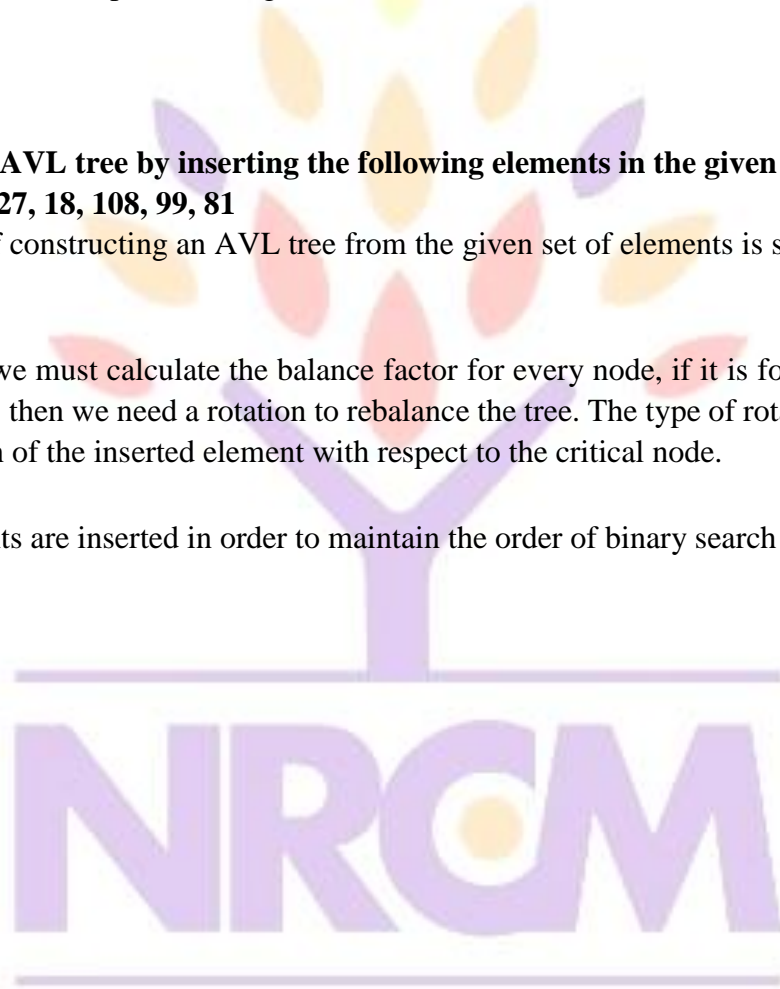 AVL tree by inserting the following elements in the given
27, 18, 108, 99, 81
constructing an AVL tree from the given set of elements is
we must calculate the balance factor for every node, if it is
then we need a rotation to rebalance the tree. The type of
of the inserted element with respect to the critical node.
are inserted in order to maintain the order of binary search
NRCM